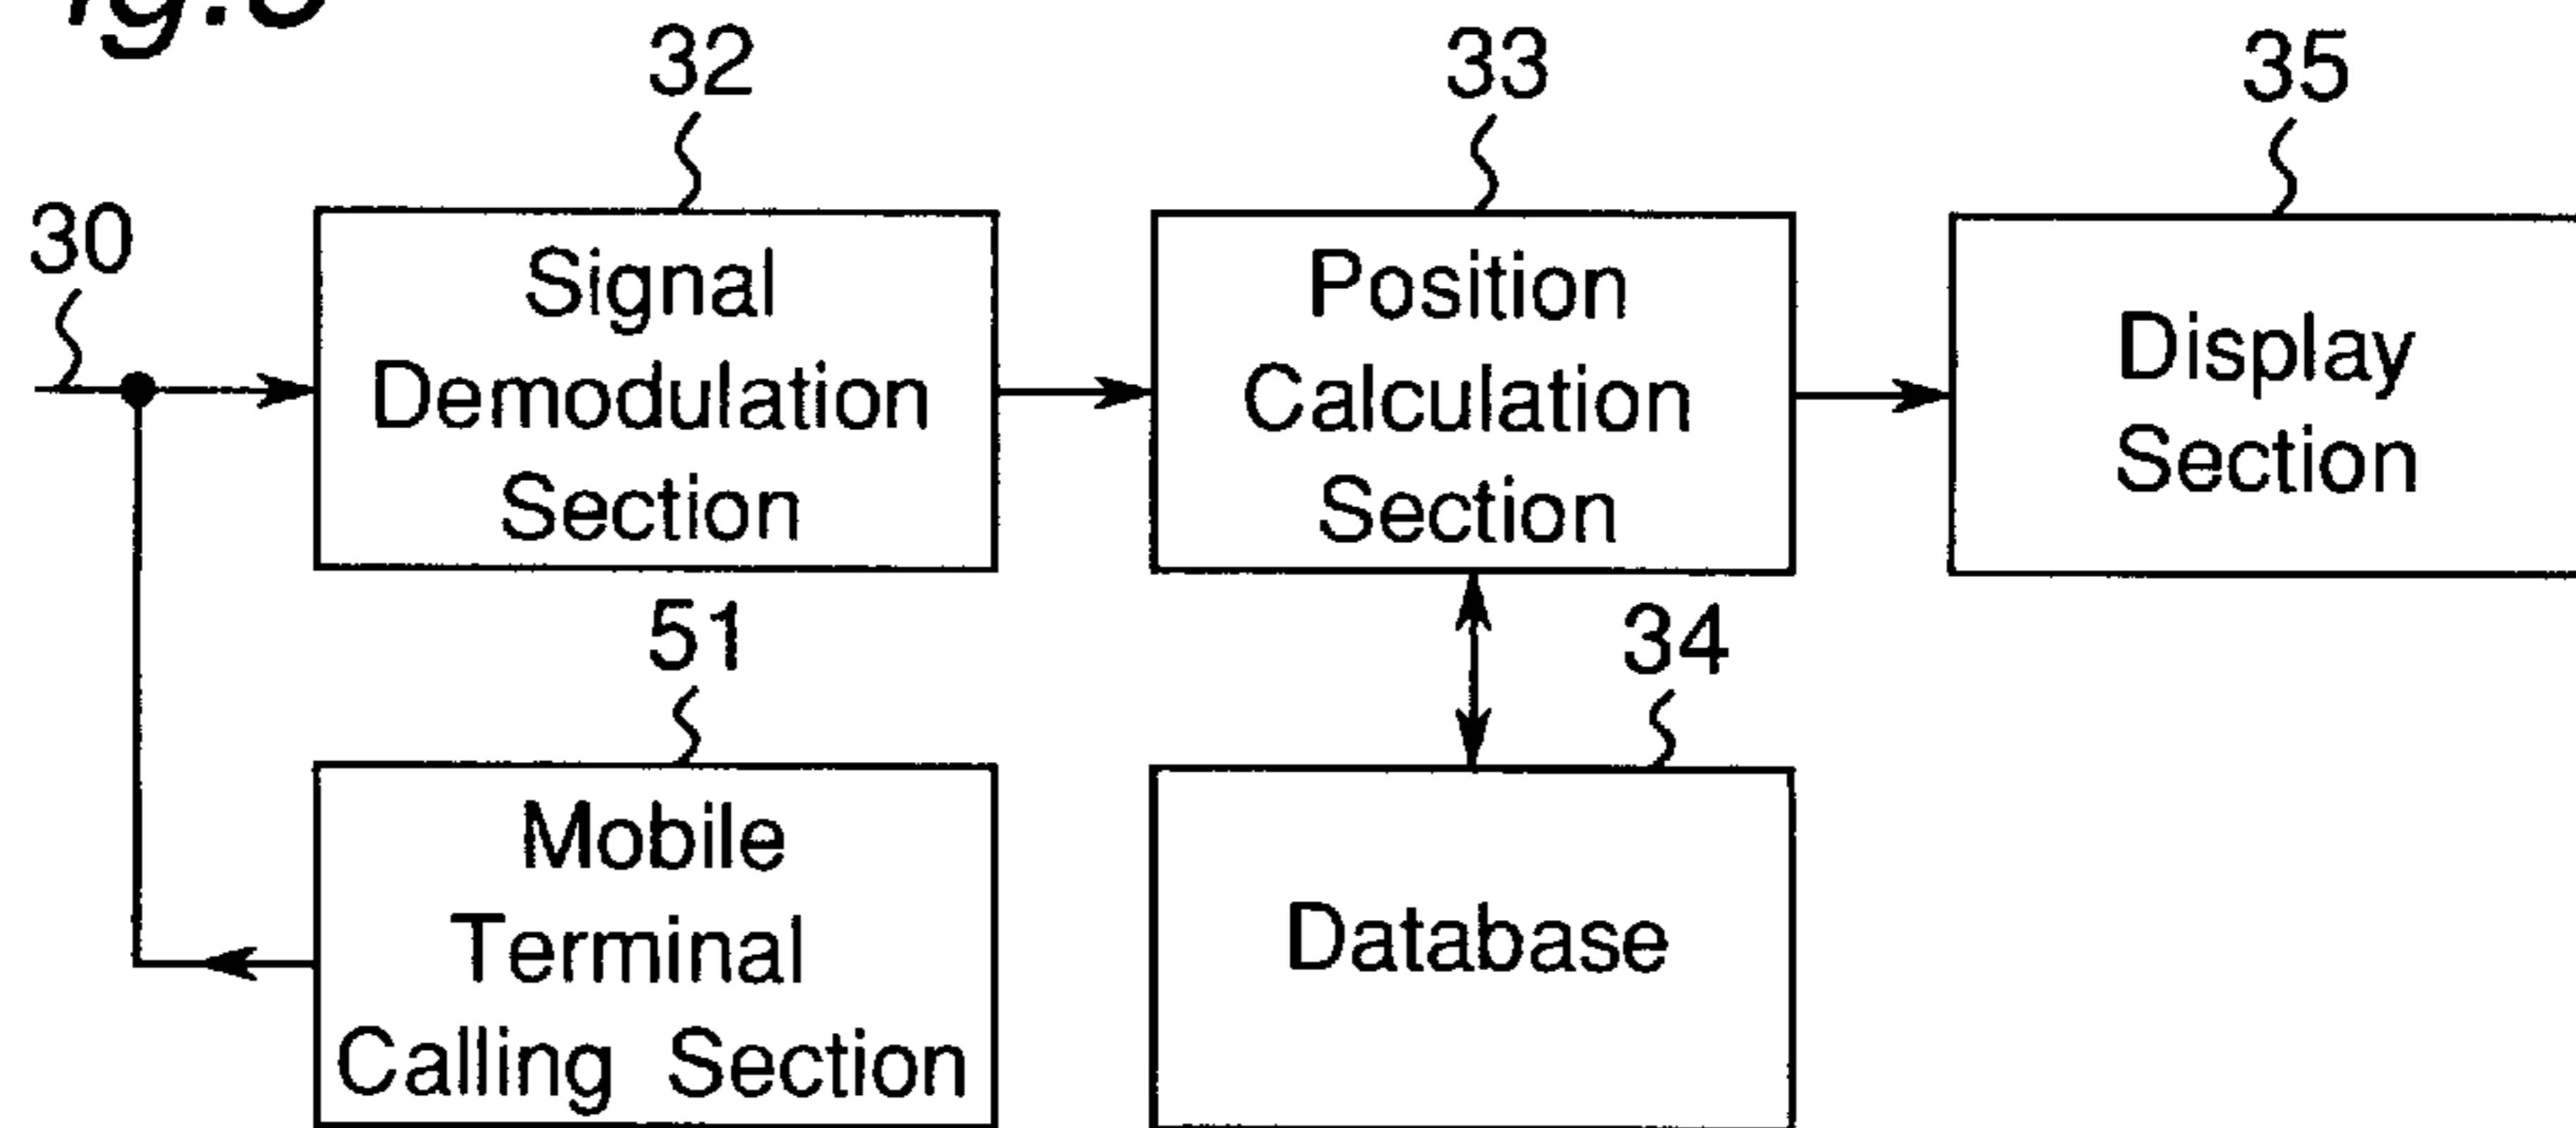 32
33
35
30
Signal
Demodulation
Section
Position
Calculation
Section
Display
Section
51
34
Mobile
Terminal
Calling Section
Database